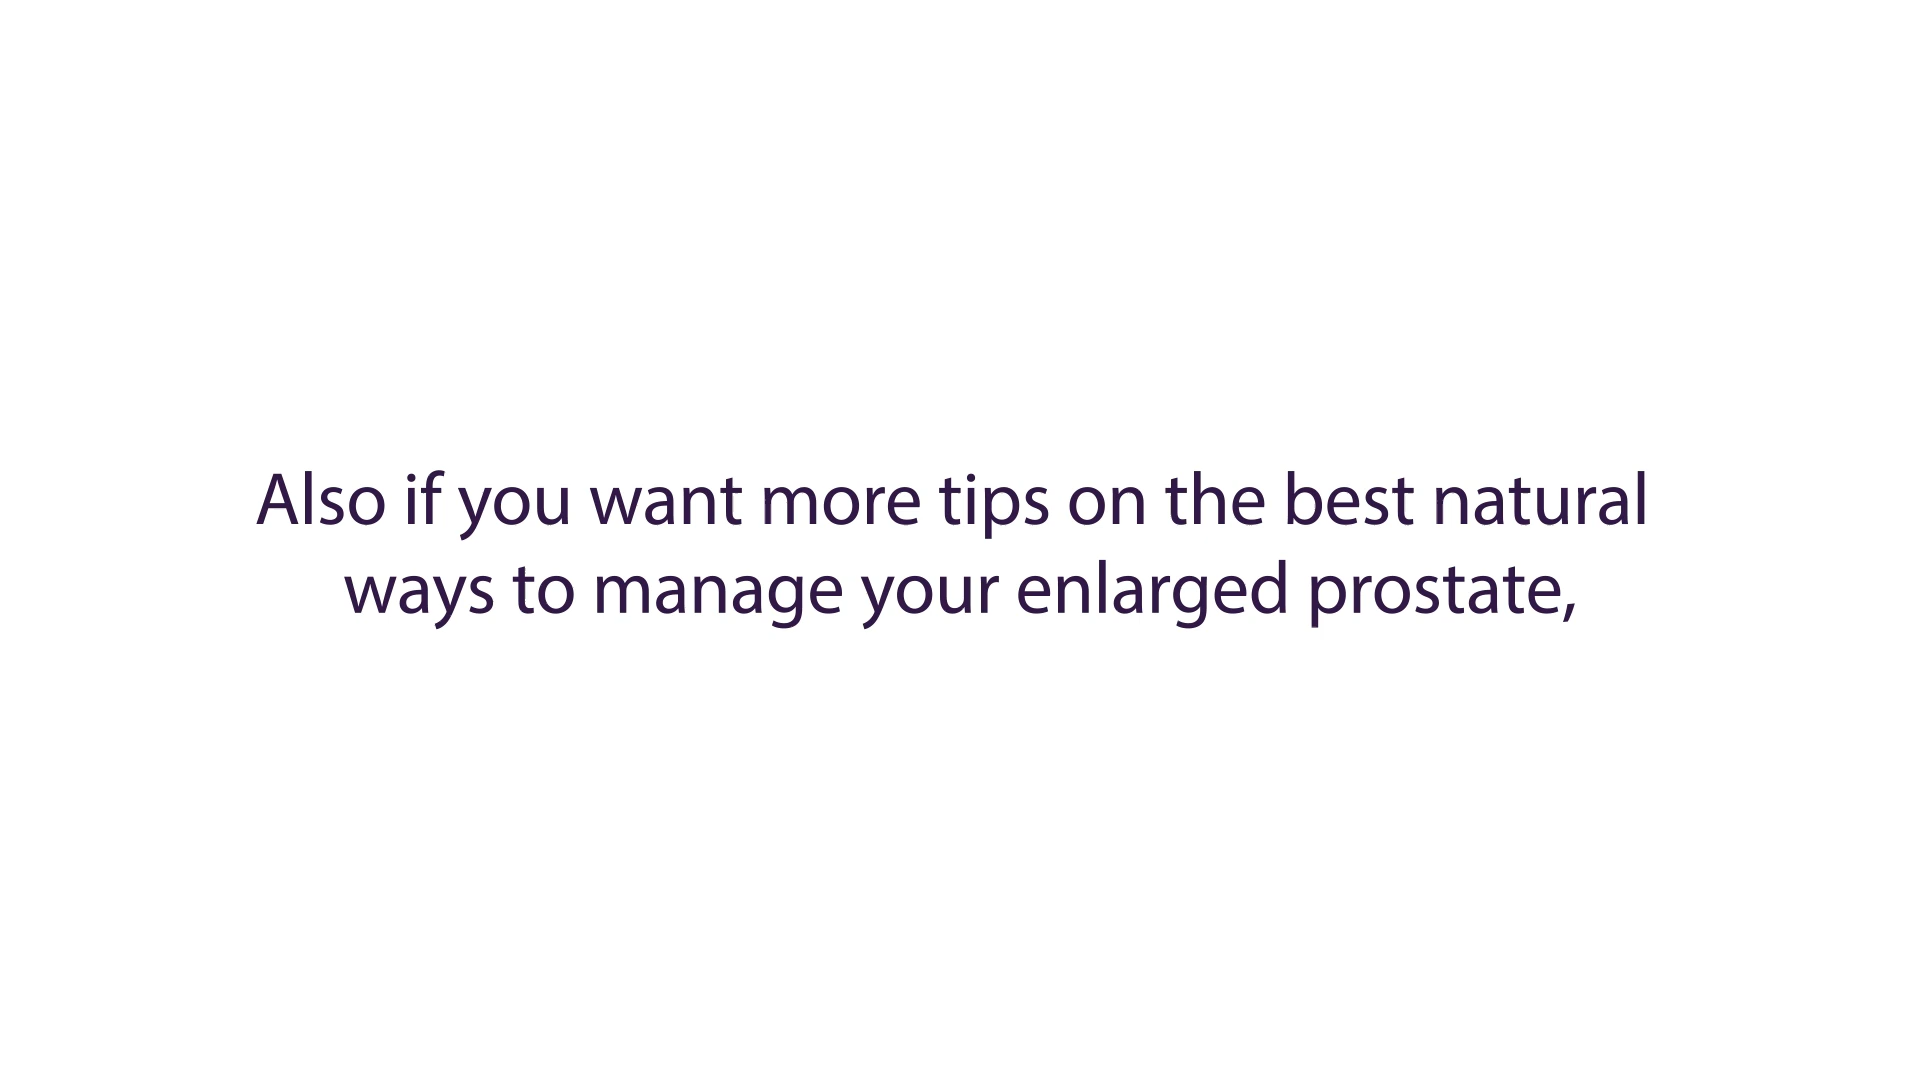 Also if you want more tips on the best natural
ways to manage your enlarged prostate,